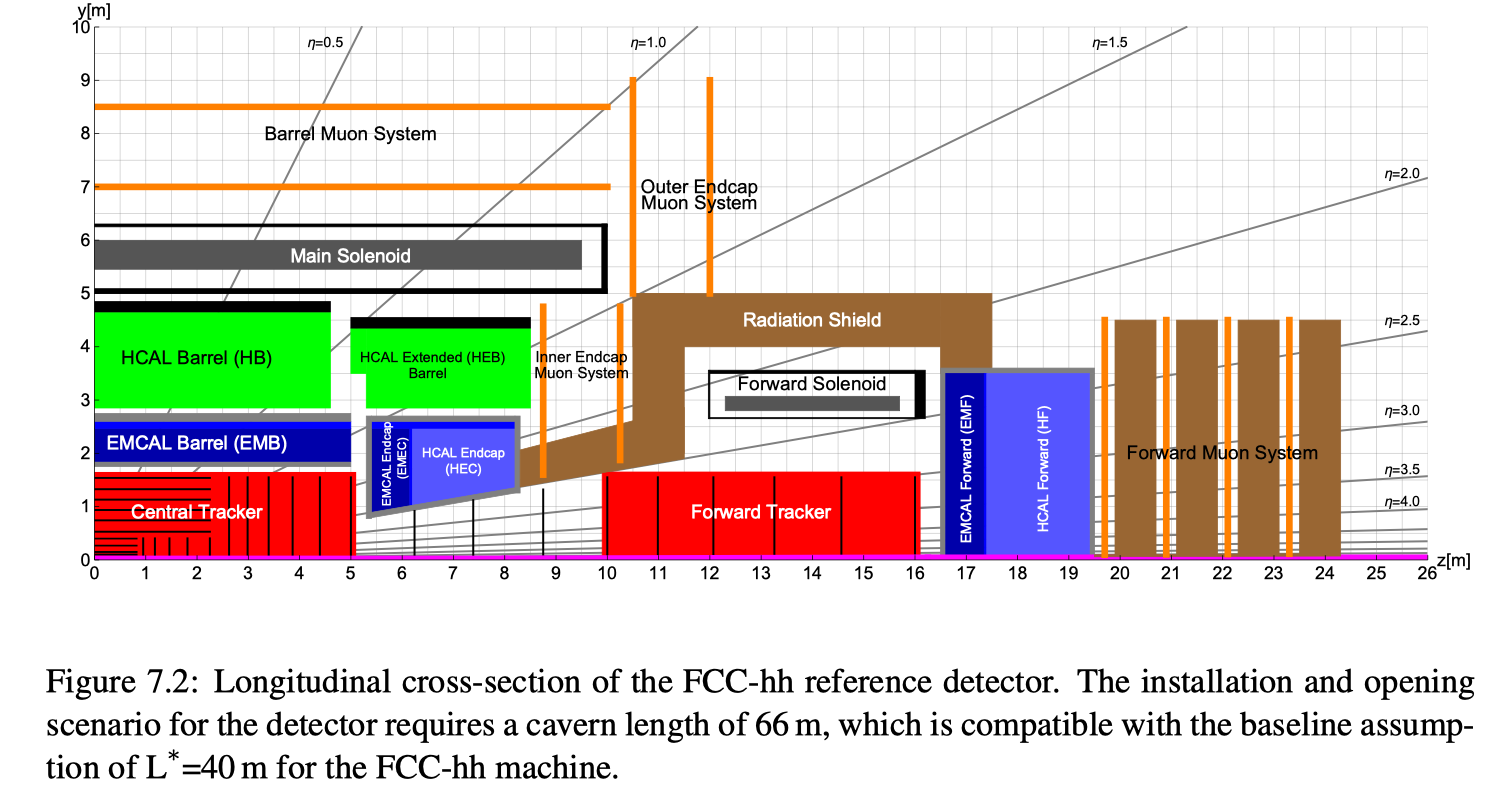 y[m]
10
η=0.5
η=1.0
η=1.5
9
Barrel Muon System
8
η=2.0
7
Outer Endcap
Muon System
6
Main Solenoid
5
Radiation Shield
η=2.5
4
HCAL Barrel (HB)
HCAL Extended (HEB)
Barrel
Inner Endcap
Muon System
Forward Solenoid
3
η=3.0
EMCAL Barrel (EMB)
EMCAL Endcap
(EMEC)
HCAL Endcap
(HEC)
EMCAL Forward (EMF)
HCAL Forward (HF)
Forward Muon System
2
η=3.5
1
Central Tracker
Forward Tracker
η=4.0
0
0 1 2 3 4 5 6 7 8 9 10 11 12 13 14 15 16 17 18 19 20 21 22 23 24 25 26
z[m]
Figure 7.2: Longitudinal cross-section of the FCC-hh reference detector. The installation and opening
scenario for the detector requires a cavern length of 66 m, which is compatible with the baseline assump-
tion of L*=40 m for the FCC-hh machine.